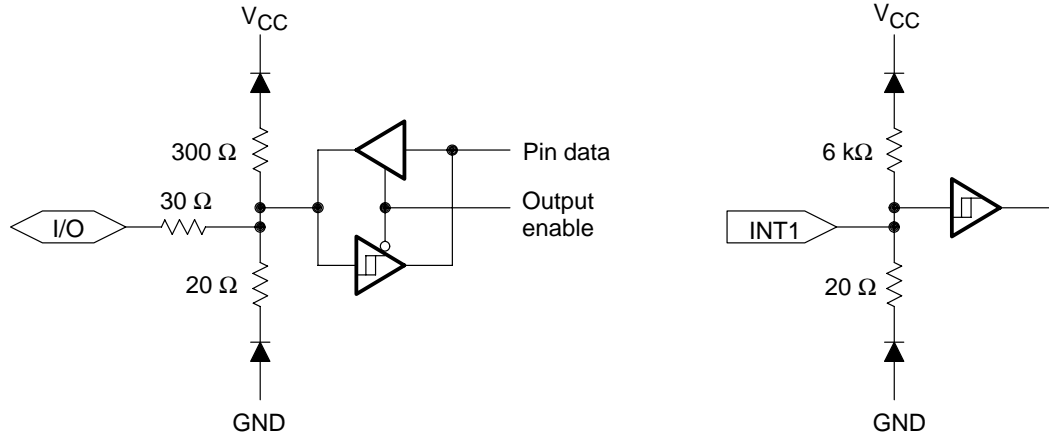 VCC
300 Ω
30 Ω
I/O
20 Ω
GND
Pin data
Output
enable
VCC
6 kΩ
INT1
20 Ω
GND